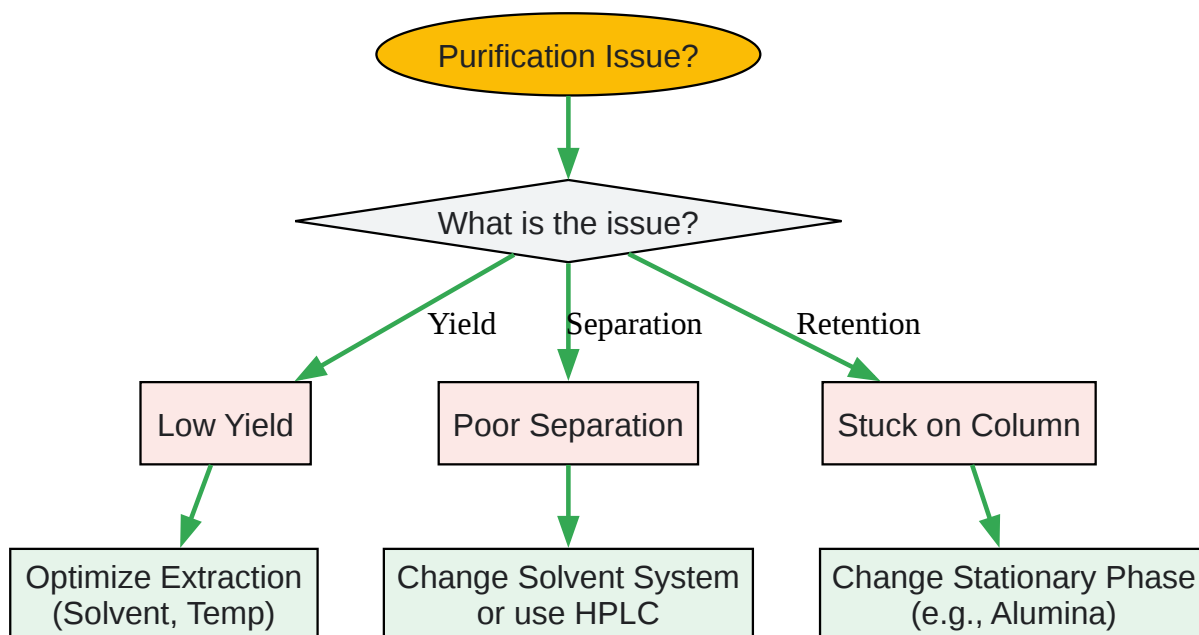 Purification Issue?
What is the issue?
Yield
Separation
Retention
Low Yield
Poor Separation
Stuck on Column
Optimize Extraction
(Solvent, Temp)
Change Solvent System
or use HPLC
Change Stationary Phase
(e.g., Alumina)